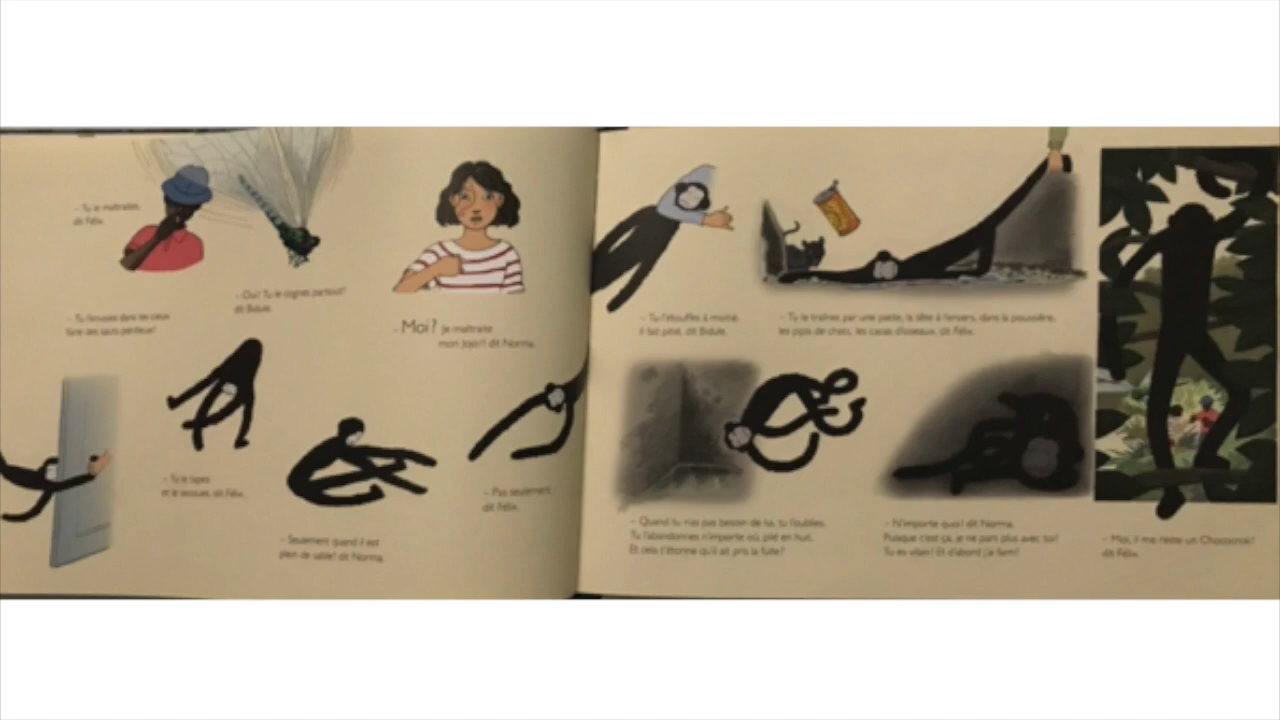 – Tu le maltraites,
dit Félix.
– Oui! Tu le cognes partout!
dit Bidule.
– Tu l'envoies dans les cieux
faire des sauts périlleux!
– Moi? Je maltraite
mon Jojo?! dit Norma.
– Tu le tapes
et le secoues, dit Félix.
– Seulement quand il est
plein de sable! dit Norma.
– Pas seulement,
dit Félix.
– Tu l'étouffes à moitié,
il fait pitié, dit Bidule.
– Tu le traînes par une patte, la tête à l'envers, dans la poussière,
les pipis de chats, les cacas d'oiseaux, dit Félix.
– Quand tu n'as pas besoin de lui, tu l'oublies.
Tu l'abandonnes n'importe où, plié en huit.
Et cela t'étonne qu'il ait pris la fuite?
– N'importe quoi! dit Norma.
Puisque c'est ça, je ne pars plus avec toi!
Tu es vilain! Et d'abord j'ai faim!
– Moi, il me reste un
dit Félix.